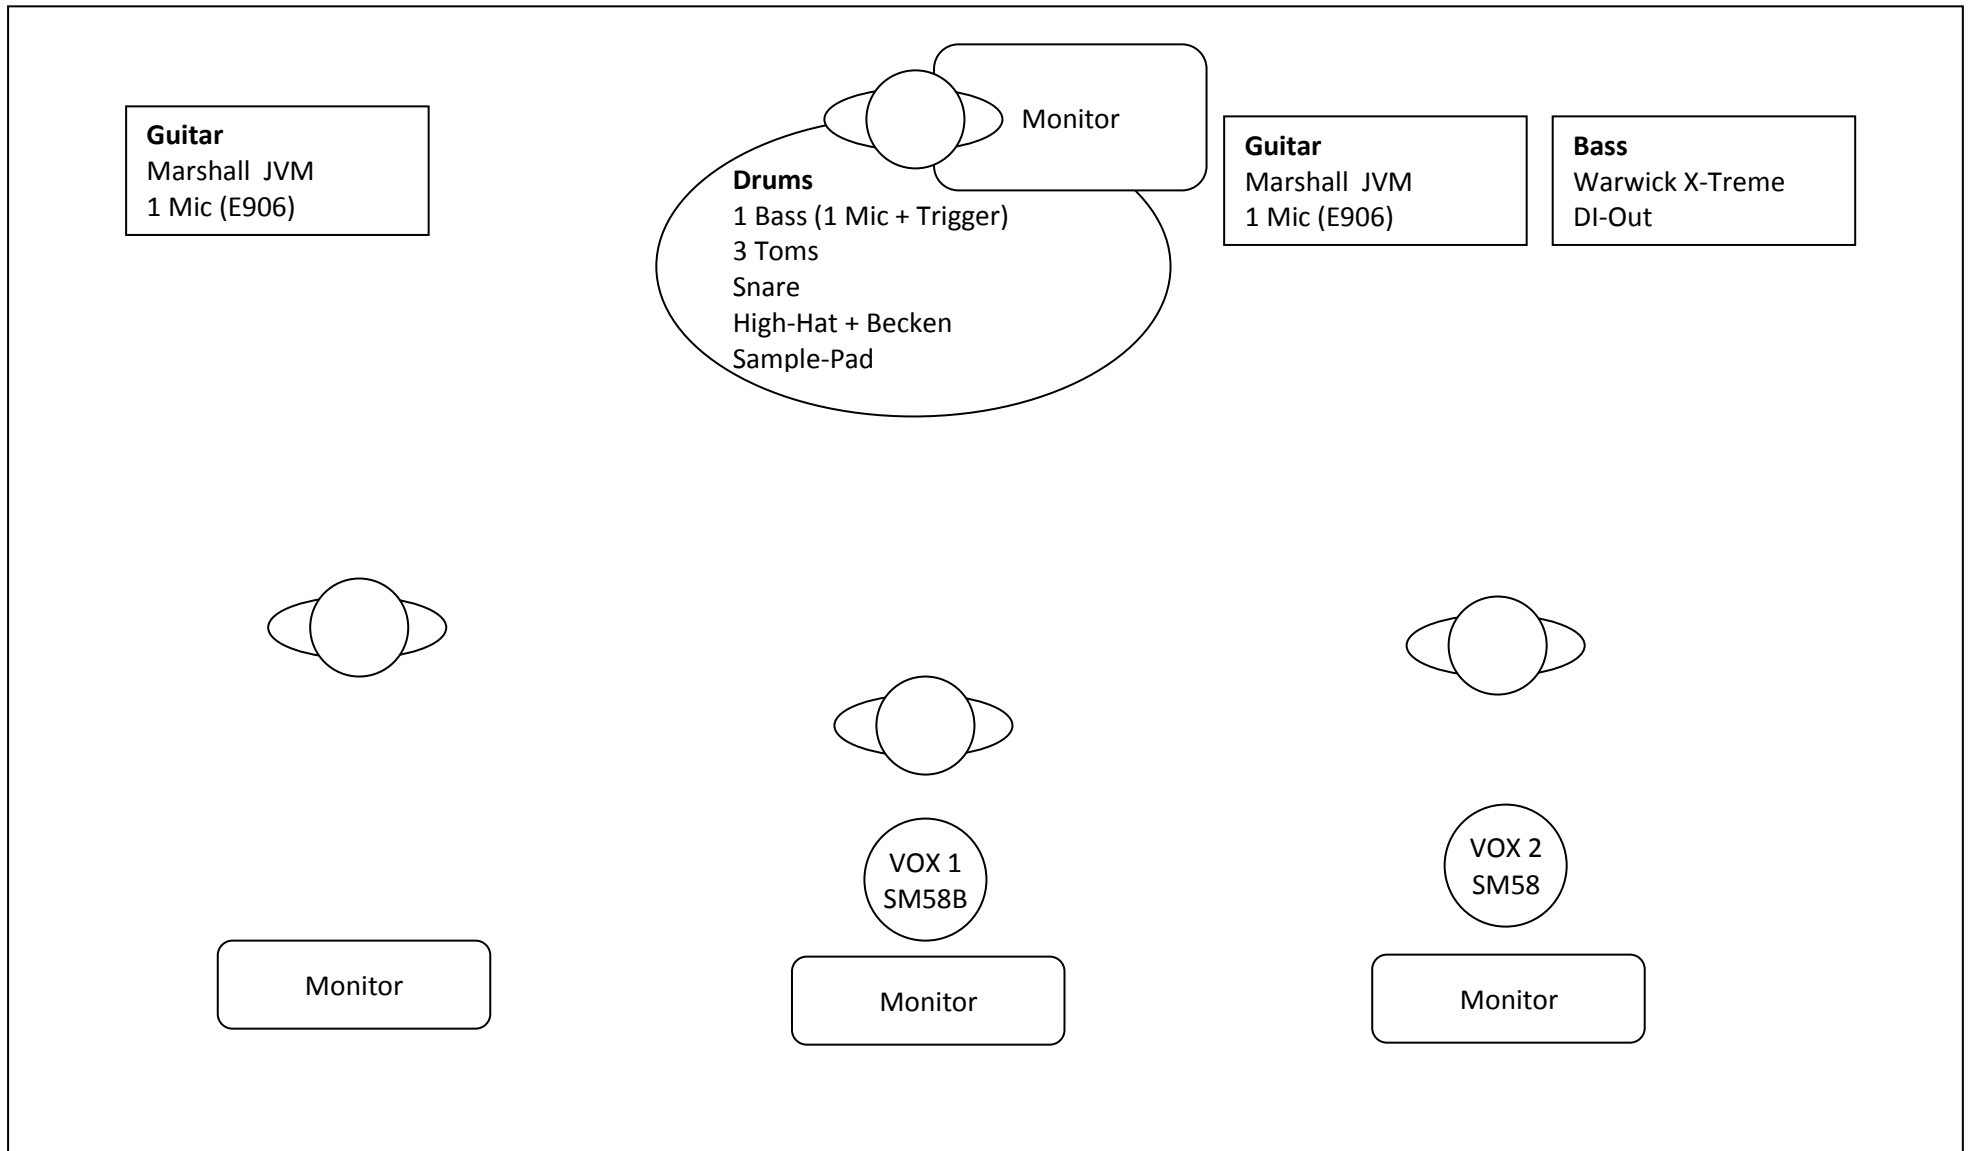 Guitar
Marshall JVM
1 Mic (E906)
Monitor
Drums
1 Bass (1 Mic + Trigger)
3 Toms
Snare
High-Hat + Becken
Sample-Pad
Guitar
Marshall JVM
1 Mic (E906)
Bass
Warwick X-Treme
DI-Out
VOX 1
SM58B
VOX 2
SM58
Monitor
Monitor
Monitor